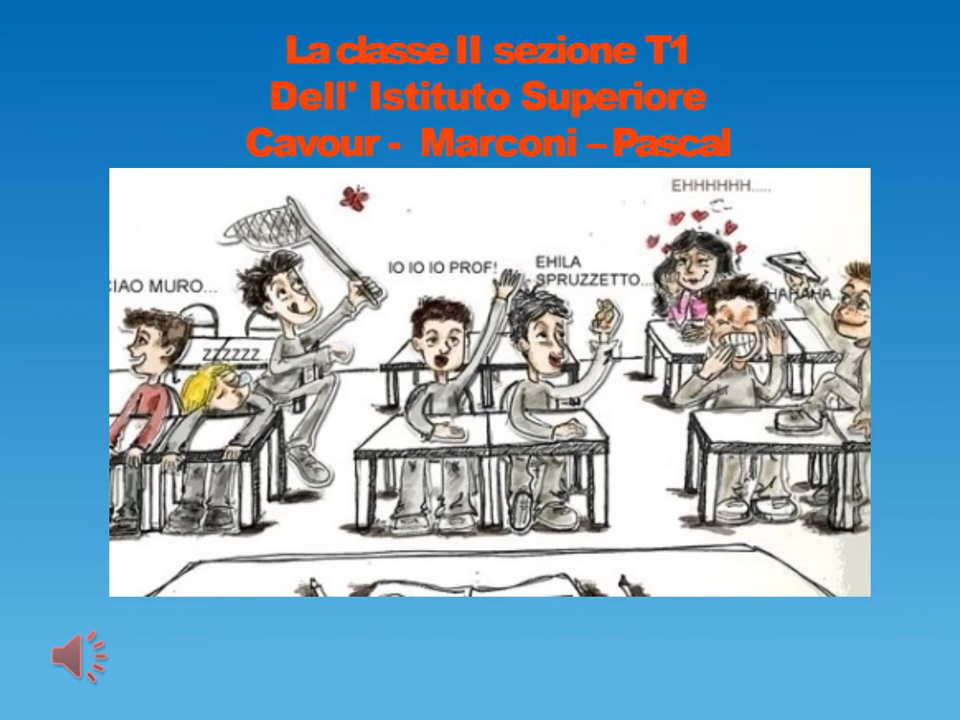 La classe II sezione T1
Dell' Istituto Superiore
Cavour - Marconi – Pascal
EHHHHHH.....
IO IO IO PROF!
EHILA
SPRUZZETTO...
CIAO MURO...
HAHAHA...
ZZZZZZ...